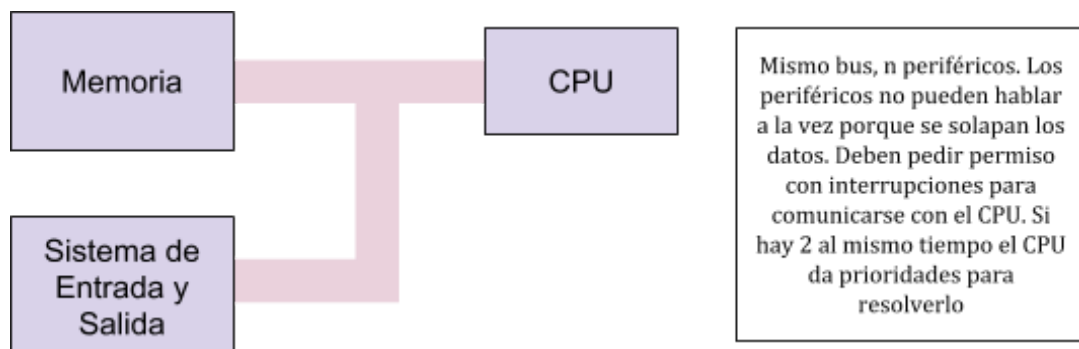 Memoria
CPU
Sistema de
Entrada y
Salida
Mismo bus, n periféricos. Los
periféricos no pueden hablar
a la vez porque se solapan los
datos. Deben pedir permiso
con interrupciones para
comunicarse con el CPU. Si
hay 2 al mismo tiempo el CPU
da prioridades para
resolverlo